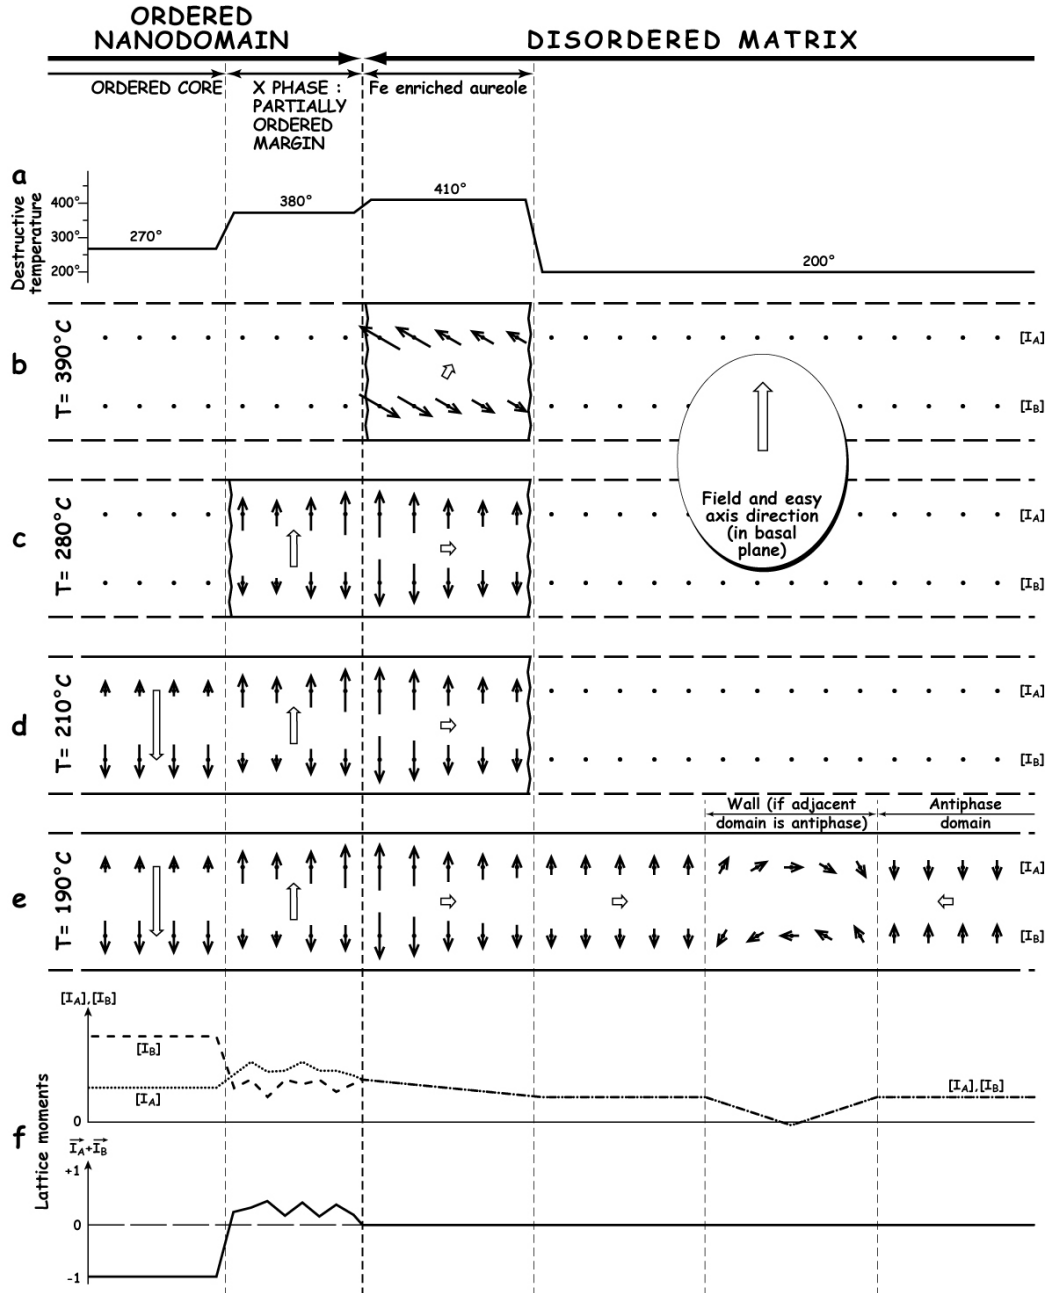 ORDERED
NANODOMAIN
DISORDERED MATRIX
ORDERED CORE
X PHASE :
PARTIALLY
ORDERED
MARGIN
Fe enriched aureole
a
Destructive
temperature
400°
300°
200°
270°
380°
410°
200°
b
T= 390°C
[IA]
[IB]
Field and easy
axis direction
(in basal
plane)
c
T= 280°C
[IA]
[IB]
d
T= 210°C
[IA]
[IB]
Wall (if adjacent
domain is antiphase)
Antiphase
domain
e
T= 190°C
[IA]
[IB]
f
Lattice moments
[IA],[IB]
[IB]
[IA]
[IA],[IB]
0
IA+IB
+1
0
-1